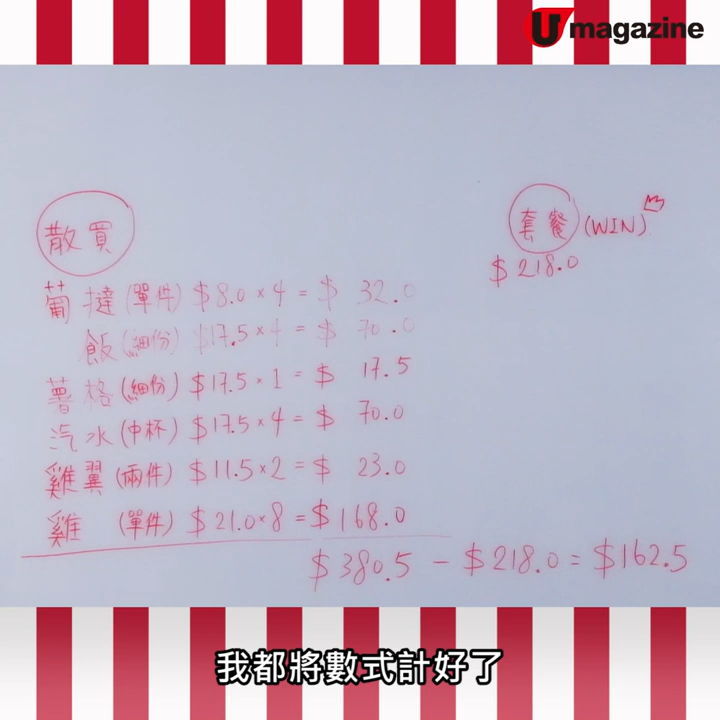 U magazine
散買
套餐 (WIN)
$218.0
葡撻 (單件) $8.0 × 4 = $ 32.0
飯 (細份) $17.5 × 4 = $ 70.0
薯格 (細份) $17.5 × 1 = $ 17.5
汽水 (中杯) $17.5 × 4 = $ 70.0
雞翼 (兩件) $11.5 × 2 = $ 23.0
雞 (單件) $21.0 × 8 = $168.0
$380.5 - $218.0 = $162.5
我都將數式計好了